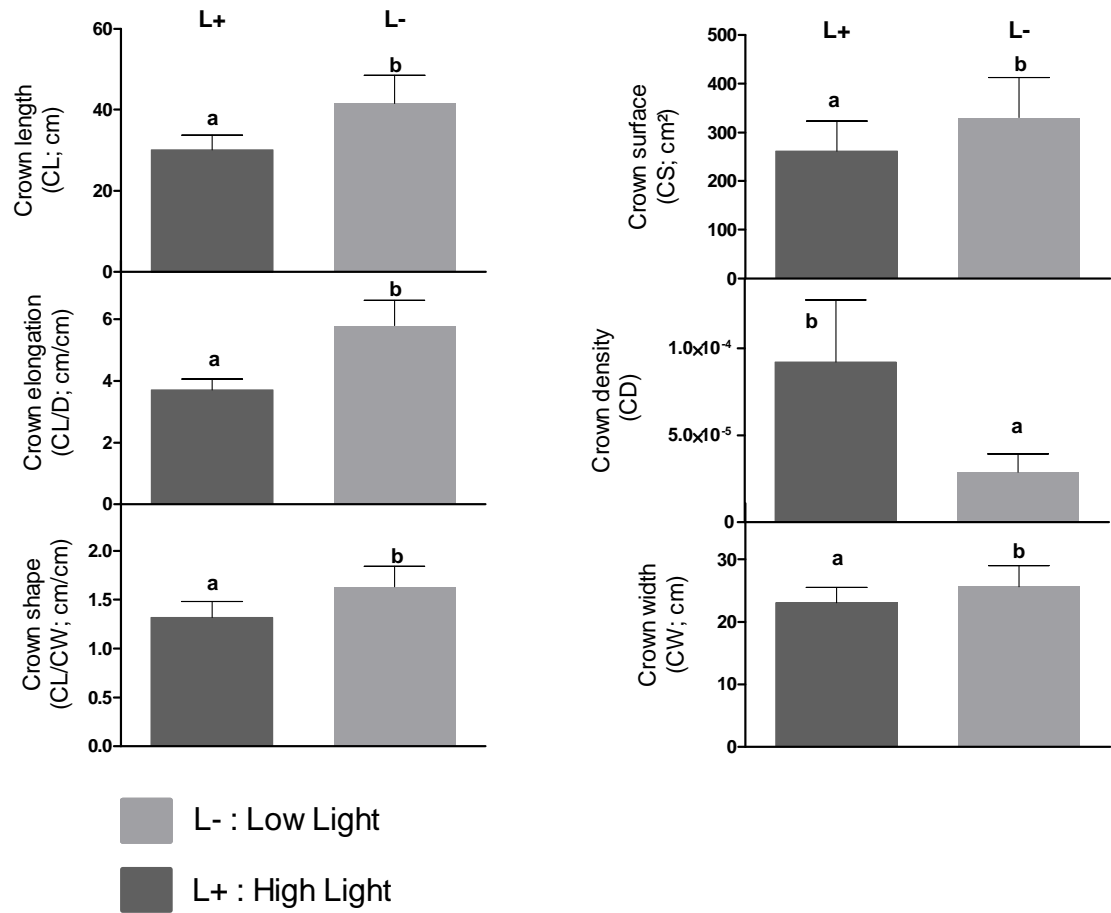 L+ L-
Crown length
(CL; cm)
60
40
20
0
a
b
Crown elongation
(CL/D; cm/cm)
6
4
2
0
a
b
Crown shape
(CL/CW; cm/cm)
2.0
1.5
1.0
0.5
0.0
a
b
L+ L-
Crown surface
(CS; cm²)
500
400
300
200
100
0
a
b
Crown density
(CD)
1.0×10-4
5.0×10-5
0
b
a
Crown width
(CW; cm)
30
20
10
0
a
b
L- : Low Light
L+ : High Light